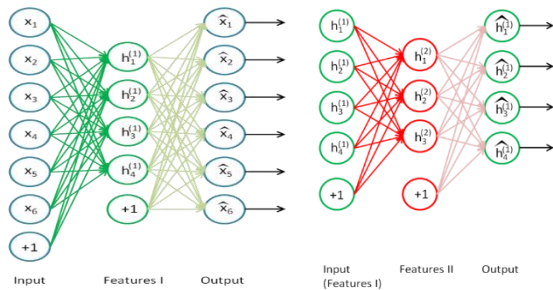 x₁
x₂
x₃
x₄
x₅
x₆
+1
h₁⁽¹⁾
h₂⁽¹⁾
h₃⁽¹⁾
h₄⁽¹⁾
+1
x̂₁
x̂₂
x̂₃
x̂₄
x̂₅
x̂₆
Input
Features I
Output
h₁⁽¹⁾
h₂⁽¹⁾
h₃⁽¹⁾
h₄⁽¹⁾
+1
h₁⁽²⁾
h₂⁽²⁾
h₃⁽²⁾
+1
ĥ₁⁽¹⁾
ĥ₂⁽¹⁾
ĥ₃⁽¹⁾
ĥ₄⁽¹⁾
Input
(Features I)
Features II
Output